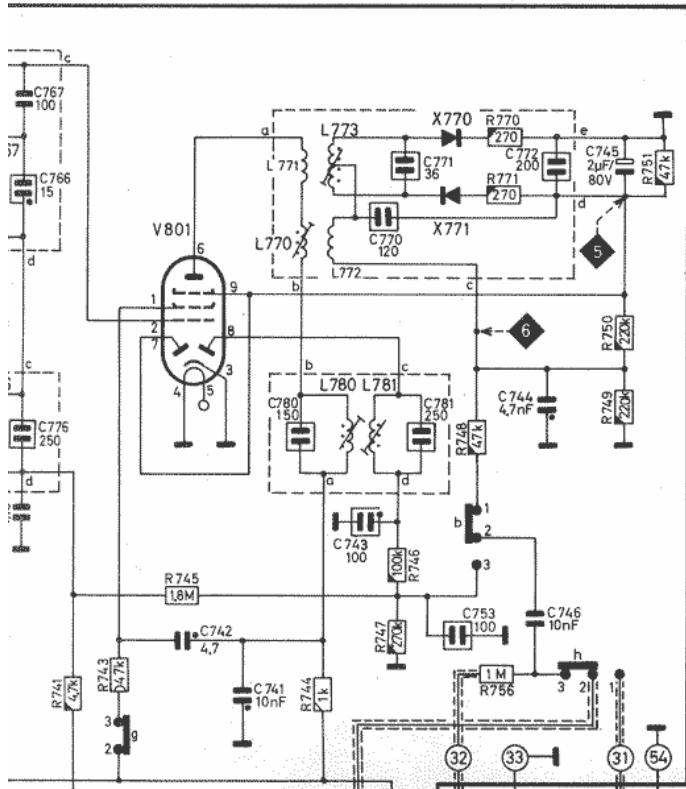 c
C767
100
C766
15
d
c
C776
250
d
a
L773
X770
R770
270
e
L771
C771
36
C772
200
C745
2µF/
80V
R751
47k
R771
270
d
V801
6
L770
C770
120
X771
5
L772
b
c
9
1
2
7
8
3
4
5
6
R750
220k
b
L780
L781
c
C780
150
C781
250
C744
4.7nF
R749
220k
R748
47k
a
d
1
b
2
3
C743
100
R746
100k
R745
1,8M
C753
100
C746
10nF
R747
270k
C742
4.7
R741
4,7k
R743
47k
C741
10nF
R744
1k
1 M
R756
h
3
2
1
3
g
2
32
33
31
54